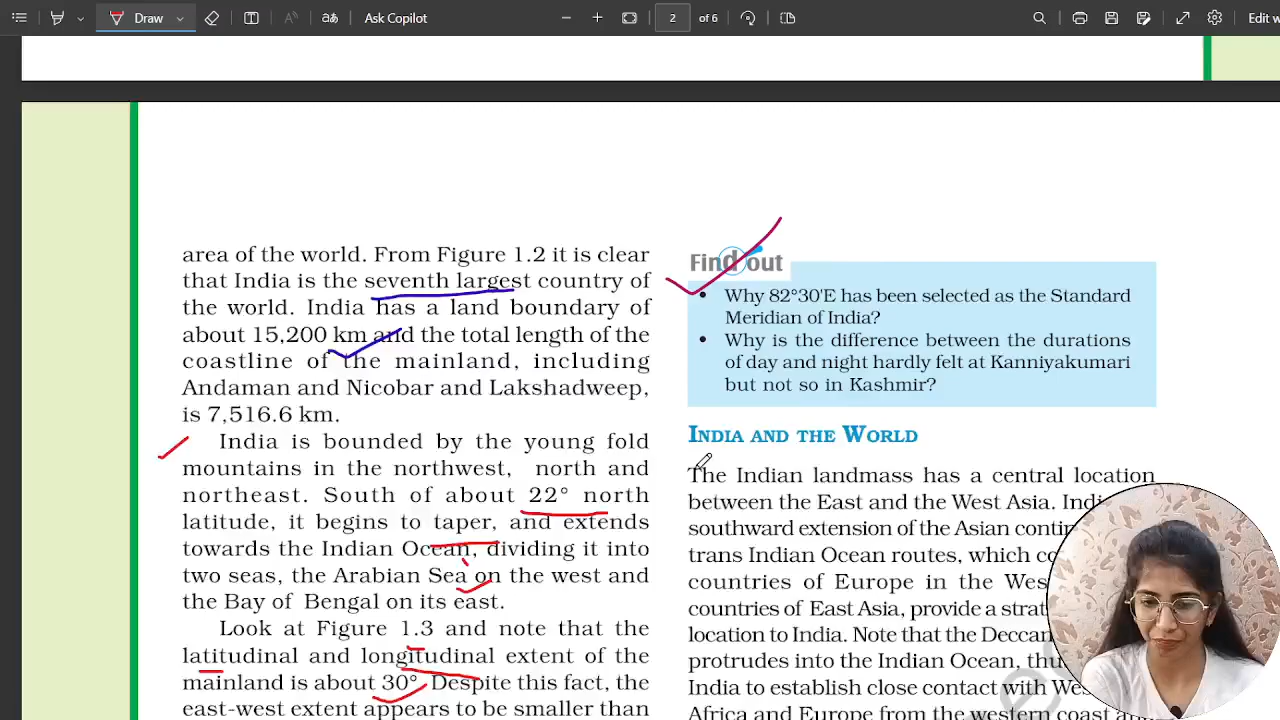 Draw
Ask Copilot
2 of 6
Edit w
area of the world. From Figure 1.2 it is clear
that India is the seventh largest country of
the world. India has a land boundary of
about 15,200 km and the total length of the
coastline of the mainland, including
Andaman and Nicobar and Lakshadweep,
is 7,516.6 km.
India is bounded by the young fold
mountains in the northwest, north and
northeast. South of about 22° north
latitude, it begins to taper, and extends
towards the Indian Ocean, dividing it into
two seas, the Arabian Sea on the west and
the Bay of Bengal on its east.
Look at Figure 1.3 and note that the
latitudinal and longitudinal extent of the
mainland is about 30°. Despite this fact, the
east-west extent appears to be smaller than
Find out
• Why 82°30'E has been selected as the Standard
Meridian of India?
• Why is the difference between the durations
of day and night hardly felt at Kanniyakumari
but not so in Kashmir?
INDIA AND THE WORLD
The Indian landmass has a central location
between the East and the West Asia.
southward extension of the Asian
trans Indian Ocean routes, which
countries of Europe in the
countries of East Asia, provide a
location to India. Note that the Deccan
protrudes into the Indian Ocean,
India to establish close contact with
Africa and Europe from the western coast